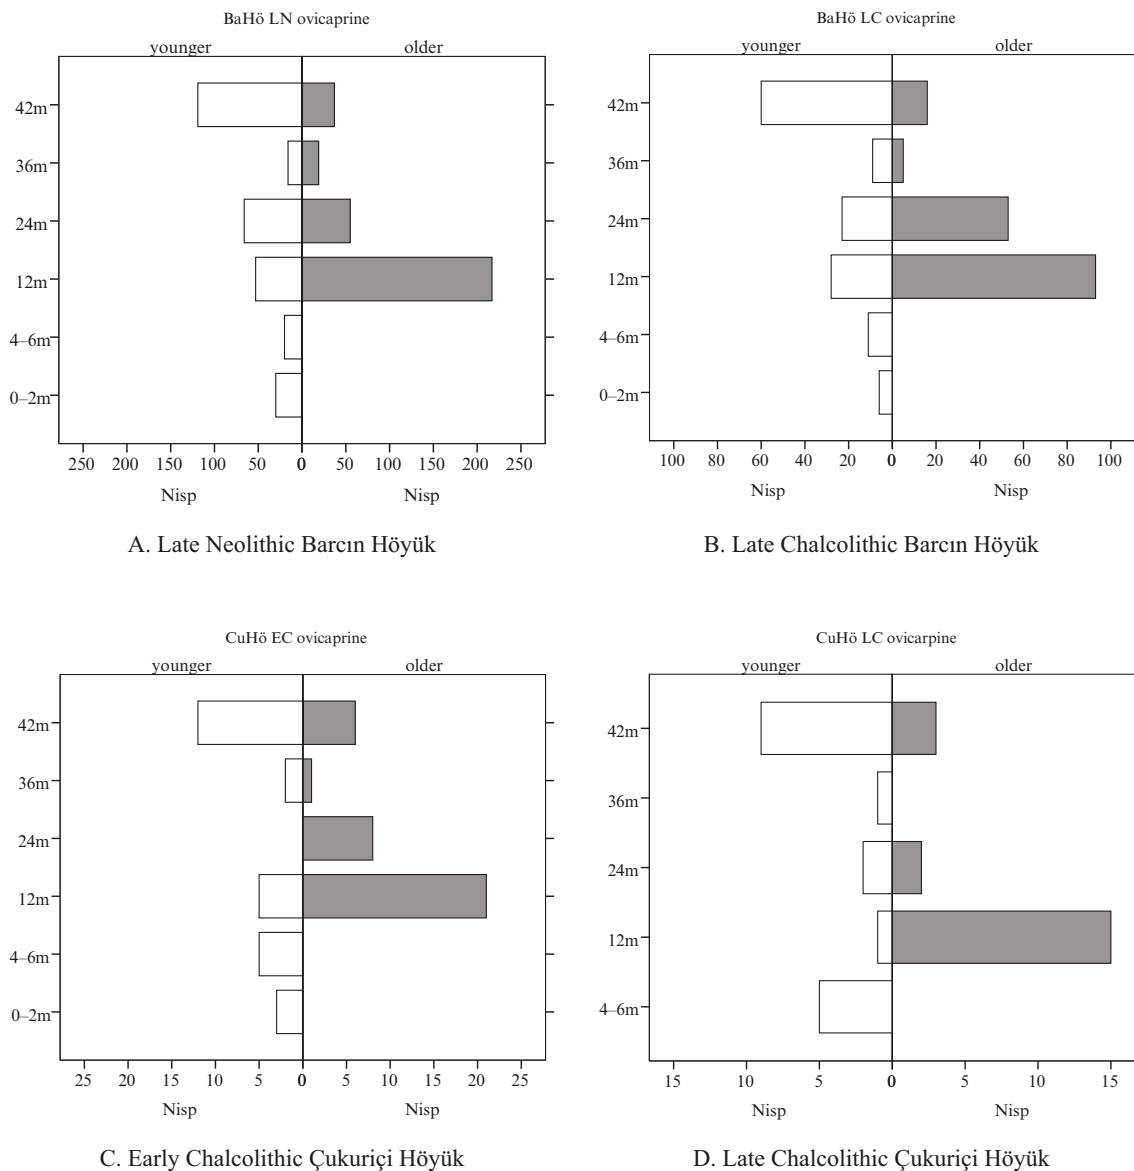 BaHö LN ovicaprine
younger older
42m
36m
24m
12m
4–6m
0–2m
250 200 150 100 50 0 50 100 150 200 250
Nisp Nisp
A. Late Neolithic Barcın Höyük
BaHö LC ovicaprine
younger older
42m
36m
24m
12m
4–6m
0–2m
100 80 60 40 20 0 20 40 60 80 100
Nisp Nisp
B. Late Chalcolithic Barcın Höyük
CuHö EC ovicaprine
younger older
42m
36m
24m
12m
4–6m
0–2m
25 20 15 10 5 0 5 10 15 20 25
Nisp Nisp
C. Early Chalcolithic Çukuriçi Höyük
CuHö LC ovicarpine
younger older
42m
36m
24m
12m
4–6m
15 10 5 0 5 10 15
Nisp Nisp
D. Late Chalcolithic Çukuriçi Höyük